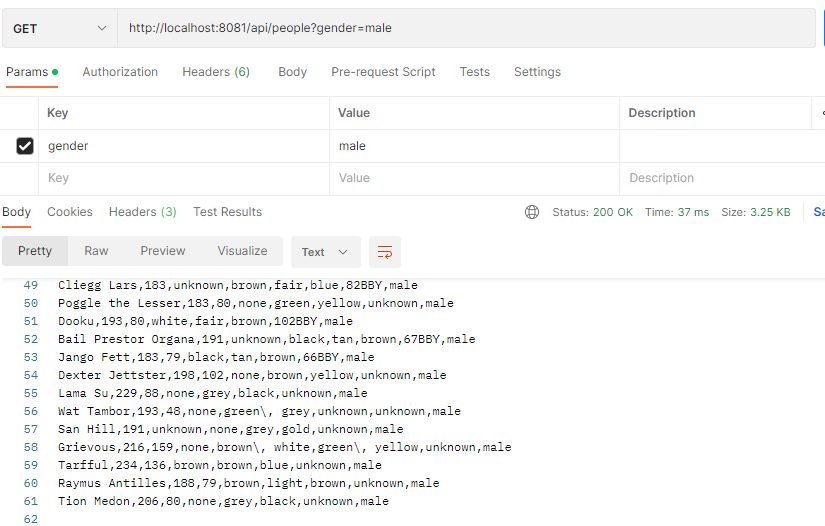 GET http://localhost:8081/api/people?gender=male
Params Authorization Headers (6) Body Pre-request Script Tests Settings
Key Value Description
gender male
Key Value Description
Body Cookies Headers (3) Test Results Status: 200 OK Time: 37 ms Size: 3.25 KB Sa
Pretty Raw Preview Visualize Text
49 Cliegg Lars,183,unknown,brown,fair,blue,82BBY,male
50 Poggle the Lesser,183,80,none,green,yellow,unknown,male
51 Dooku,193,80,white,fair,brown,102BBY,male
52 Bail Prestor Organa,191,unknown,black,tan,brown,67BBY,male
53 Jango Fett,183,79,black,tan,brown,66BBY,male
54 Dexter Jettster,198,102,none,brown,yellow,unknown,male
55 Lama Su,229,88,none,grey,black,unknown,male
56 Wat Tambor,193,48,none,green\, grey,unknown,unknown,male
57 San Hill,191,unknown,none,grey,gold,unknown,male
58 Grievous,216,159,none,brown\, white,green\, yellow,unknown,male
59 Tarfful,234,136,brown,brown,blue,unknown,male
60 Raymus Antilles,188,79,brown,light,brown,unknown,male
61 Tion Medon,206,80,none,grey,black,unknown,male
62